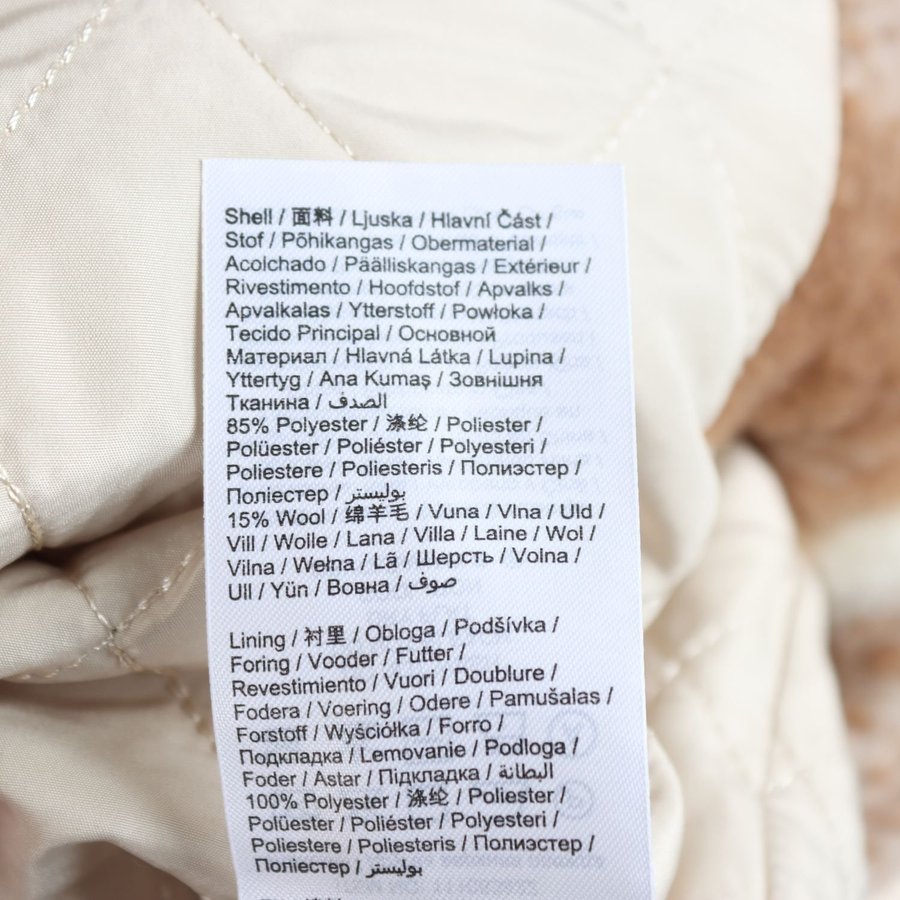 Shell / 面料 / Ljuska / Hlavní Část /
Stof / Põhikangas / Obermaterial /
Acolchado / Päälliskangas / Extérieur /
Rivestimento / Hoofdstof / Apvalks /
Apvalkalas / Ytterstoff / Powłoka /
Tecido Principal / Основной
Материал / Hlavná Látka / Lupina /
Yttertyg / Ana Kumaş / Зовнішня
Тканина / الصدف
85% Polyester / 涤纶 / Poliester /
Polüester / Poliéster / Polyesteri /
Poliestere / Poliesteris / Полиэстер /
Поліестер / بوليستر
15% Wool / 绵羊毛 / Vuna / Vlna / Uld /
Vill / Wolle / Lana / Villa / Laine / Wol /
Vilna / Wełna / Lã / Шерсть / Volna /
Ull / Yün / Вовна / صوف
Lining / 衬里 / Obloga / Podšívka /
Foring / Vooder / Futter /
Revestimiento / Vuori / Doublure /
Fodera / Voering / Odere / Pamušalas /
Forstoff / Wyściółka / Forro /
Подкладка / Lemovanie / Podloga /
Foder / Astar / Підкладка / البطانة
100% Polyester / 涤纶 / Poliester /
Polüester / Poliéster / Polyesteri /
Poliestere / Poliesteris / Полиэстер /
Поліестер / بوليستر